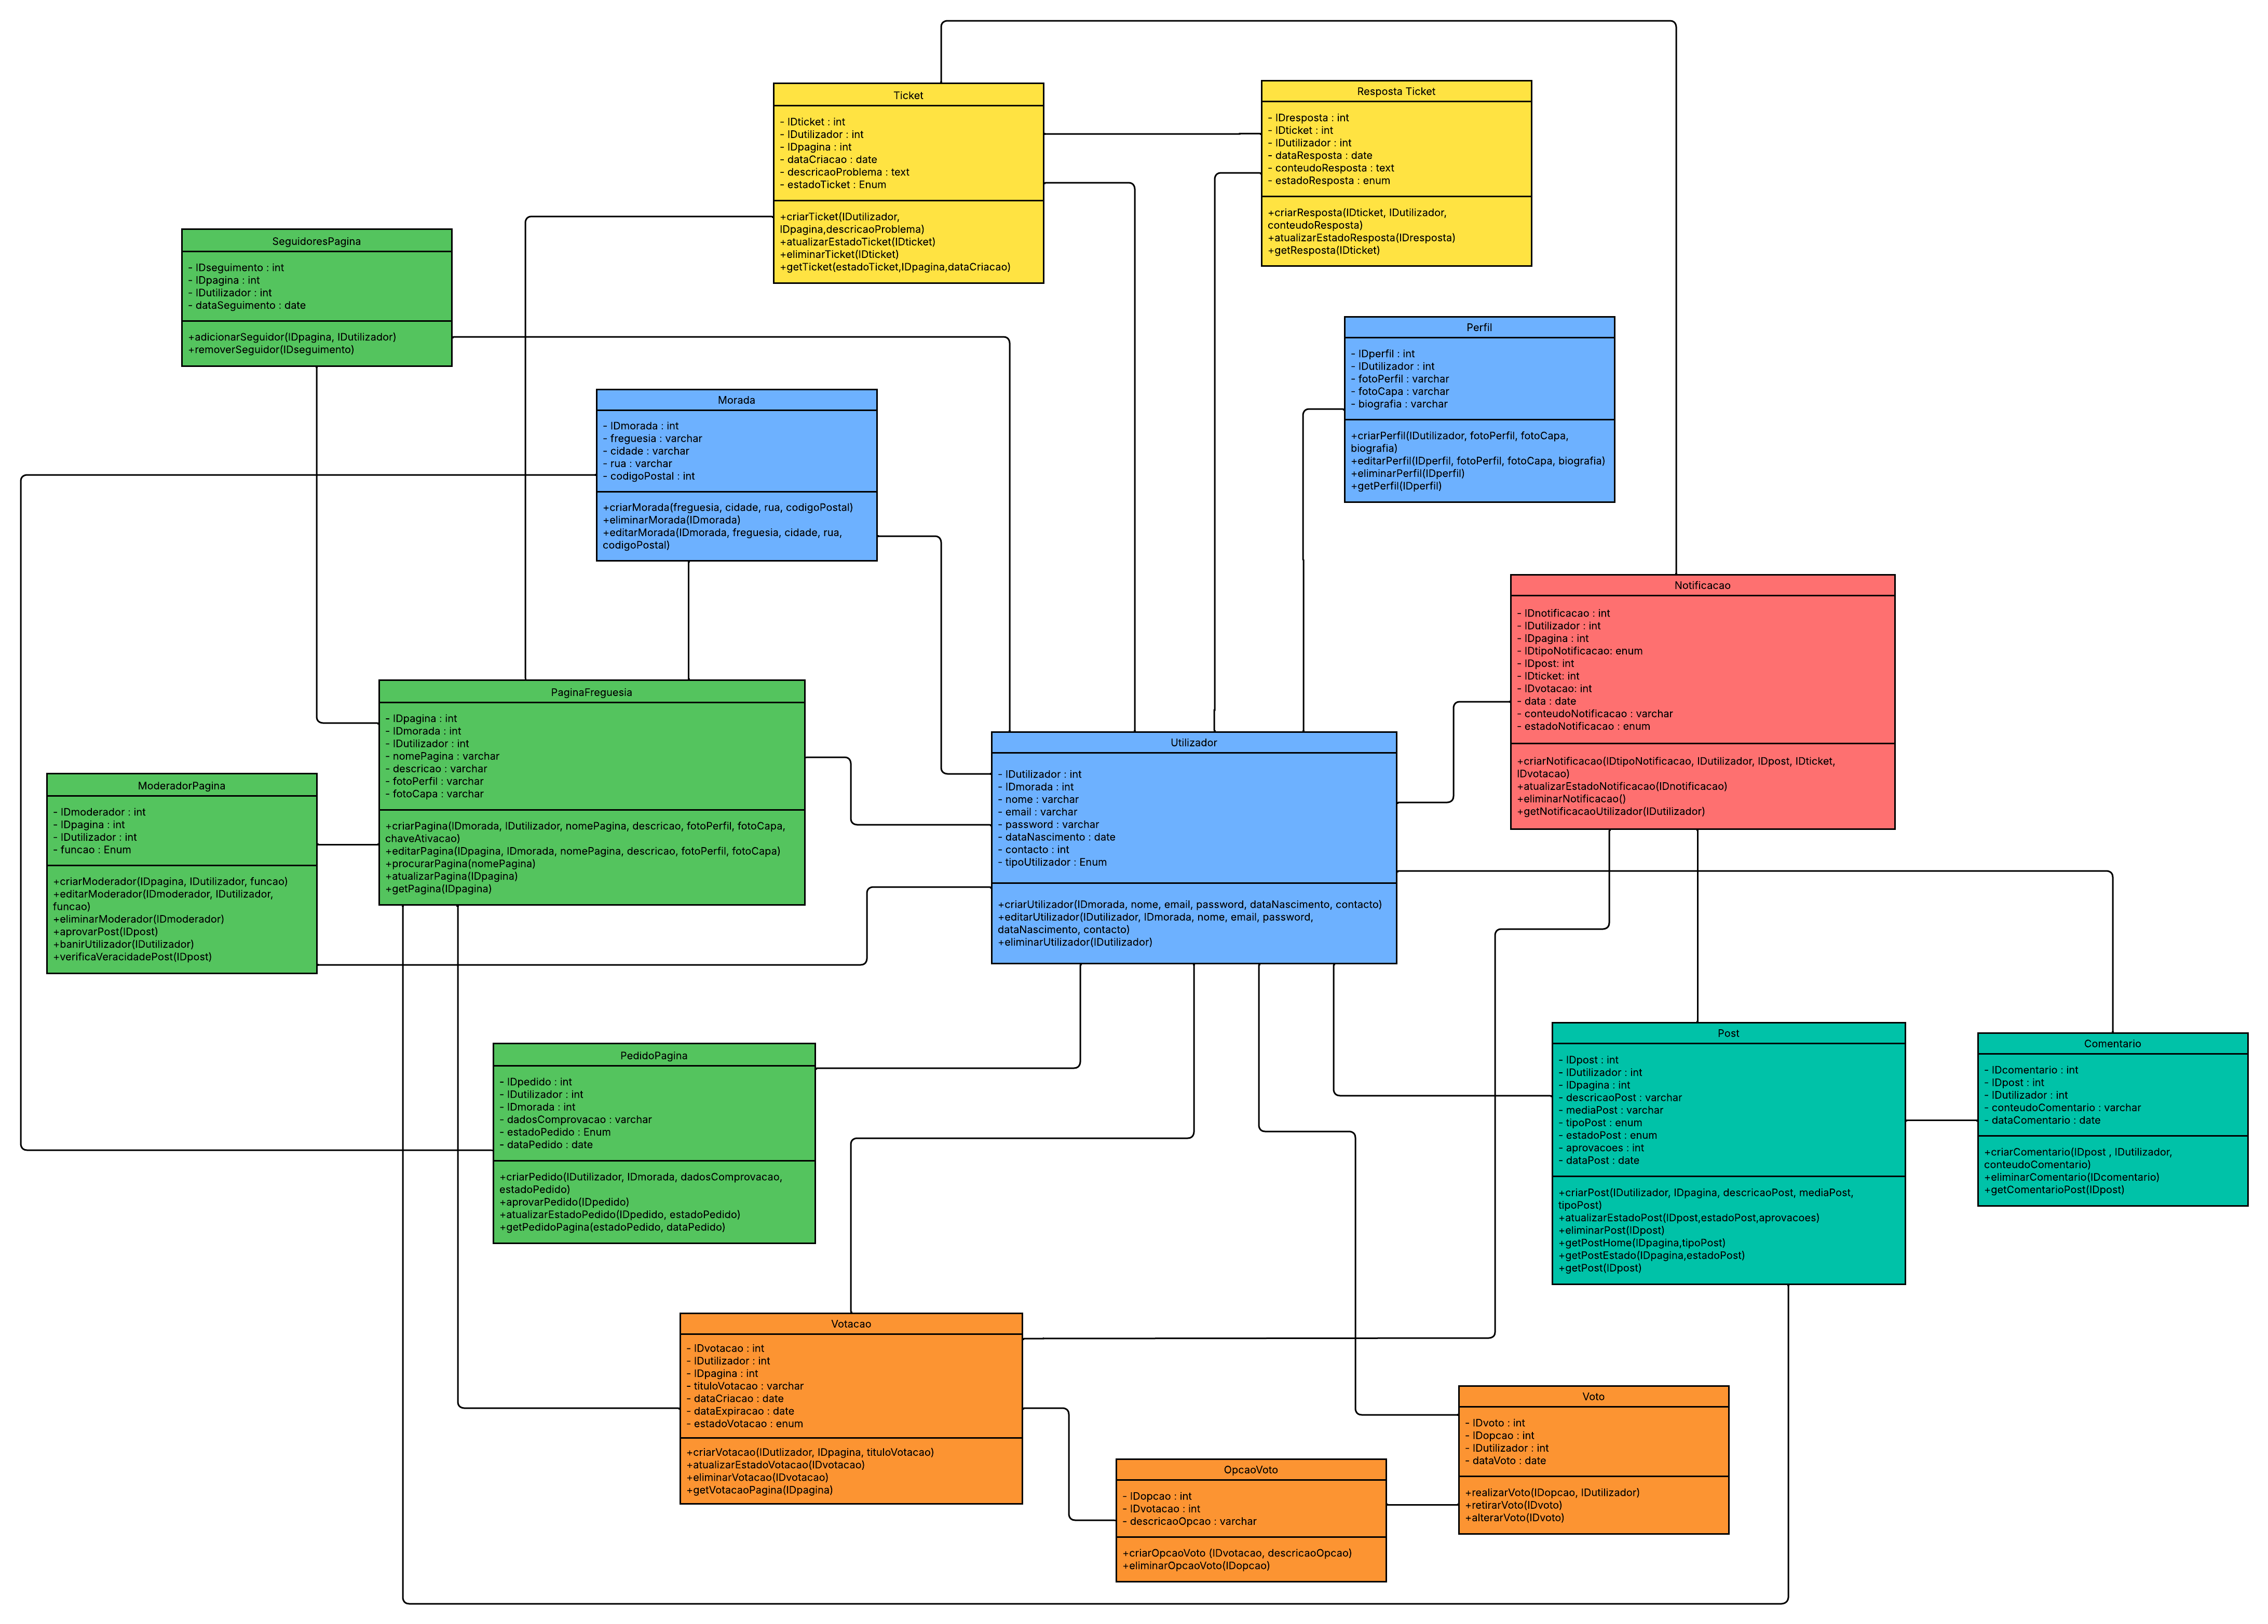 Ticket
- IDticket : int
- IDutilizador : int
- IDpagina : int
- dataCriacao : date
- descricaoProblema : text
- estadoTicket : Enum
+criarTicket(IDutilizador,
IDpagina,descricaoProblema)
+atualizarEstadoTicket(IDticket)
+eliminarTicket(IDticket)
+getTicket(estadoTicket,IDpagina,dataCriacao)
Resposta Ticket
- IDresposta : int
- IDticket : int
- IDutilizador : int
- dataResposta : date
- conteudoResposta : text
- estadoResposta : enum
+criarResposta(IDticket, IDutilizador,
conteudoResposta)
+atualizarEstadoResposta(IDresposta)
+getResposta(IDticket)
SeguidoresPagina
- IDseguimento : int
- IDpagina : int
- IDutilizador : int
- dataSeguimento : date
+adicionarSeguidor(IDpagina, IDutilizador)
+removerSeguidor(IDseguimento)
Perfil
- IDperfil : int
- IDutilizador : int
- fotoPerfil : varchar
- fotoCapa : varchar
- biografia : varchar
+criarPerfil(IDutilizador, fotoPerfil, fotoCapa,
biografia)
+editarPerfil(IDperfil, fotoPerfil, fotoCapa, biografia)
+eliminarPerfil(IDperfil)
+getPerfil(IDperfil)
Morada
- IDmorada : int
- freguesia : varchar
- cidade : varchar
- rua : varchar
- codigoPostal : int
+criarMorada(freguesia, cidade, rua, codigoPostal)
+eliminarMorada(IDmorada)
+editarMorada(IDmorada, freguesia, cidade, rua,
codigoPostal)
Notificacao
- IDnotificacao : int
- IDutilizador : int
- IDpagina : int
- IDtipoNotificacao: enum
- IDpost: int
- IDticket: int
- IDvotacao: int
- data : date
- conteudoNotificacao : varchar
- estadoNotificacao : enum
+criarNotificacao(IDtipoNotificacao, IDutilizador, IDpost, IDticket,
IDvotacao)
+atualizarEstadoNotificacao(IDnotificacao)
+eliminarNotificacao()
+getNotificacaoUtilizador(IDutilizador)
PaginaFreguesia
- IDpagina : int
- IDmorada : int
- IDutilizador : int
- nomePagina : varchar
- descricao : varchar
- fotoPerfil : varchar
- fotoCapa : varchar
+criarPagina(IDmorada, IDutilizador, nomePagina, descricao, fotoPerfil, fotoCapa,
chaveAtivacao)
+editarPagina(IDpagina, IDmorada, nomePagina, descricao, fotoPerfil, fotoCapa)
+procurarPagina(nomePagina)
+atualizarPagina(IDpagina)
+getPagina(IDpagina)
Utilizador
- IDutilizador : int
- IDmorada : int
- nome : varchar
- email : varchar
- password : varchar
- dataNascimento : date
- contacto : int
- tipoUtilizador : Enum
+criarUtilizador(IDmorada, nome, email, password, dataNascimento, contacto)
+editarUtilizador(IDutilizador, IDmorada, nome, email, password,
dataNascimento, contacto)
+eliminarUtilizador(IDutilizador)
ModeradorPagina
- IDmoderador : int
- IDpagina : int
- IDutilizador : int
- funcao : Enum
+criarModerador(IDpagina, IDutilizador, funcao)
+editarModerador(IDmoderador, IDutilizador,
funcao)
+eliminarModerador(IDmoderador)
+aprovarPost(IDpost)
+banirUtilizador(IDutilizador)
+verificaVeracidadePost(IDpost)
PedidoPagina
- IDpedido : int
- IDutilizador : int
- IDmorada : int
- dadosComprovacao : varchar
- estadoPedido : Enum
- dataPedido : date
+criarPedido(IDutilizador, IDmorada, dadosComprovacao,
estadoPedido)
+aprovarPedido(IDpedido)
+atualizarEstadoPedido(IDpedido, estadoPedido)
+getPedidoPagina(estadoPedido, dataPedido)
Post
- IDpost : int
- IDutilizador : int
- IDpagina : int
- descricaoPost : varchar
- mediaPost : varchar
- tipoPost : enum
- estadoPost : enum
- aprovacoes : int
- dataPost : date
+criarPost(IDutilizador, IDpagina, descricaoPost, mediaPost,
tipoPost)
+atualizarEstadoPost(IDpost,estadoPost,aprovacoes)
+eliminarPost(IDpost)
+getPostHome(IDpagina,tipoPost)
+getPostEstado(IDpagina,estadoPost)
+getPost(IDpost)
Comentario
- IDcomentario : int
- IDpost : int
- IDutilizador : int
- conteudoComentario : varchar
- dataComentario : date
+criarComentario(IDpost , IDutilizador,
conteudoComentario)
+eliminarComentario(IDcomentario)
+getComentarioPost(IDpost)
Votacao
- IDvotacao : int
- IDutilizador : int
- IDpagina : int
- tituloVotacao : varchar
- dataCriacao : date
- dataExpiracao : date
- estadoVotacao : enum
+criarVotacao(IDutlizador, IDpagina, tituloVotacao)
+atualizarEstadoVotacao(IDvotacao)
+eliminarVotacao(IDvotacao)
+getVotacaoPagina(IDpagina)
Voto
- IDvoto : int
- IDopcao : int
- IDutilizador : int
- dataVoto : date
+realizarVoto(IDopcao, IDutilizador)
+retirarVoto(IDvoto)
+alterarVoto(IDvoto)
OpcaoVoto
- IDopcao : int
- IDvotacao : int
- descricaoOpcao : varchar
+criarOpcaoVoto (IDvotacao, descricaoOpcao)
+eliminarOpcaoVoto(IDopcao)